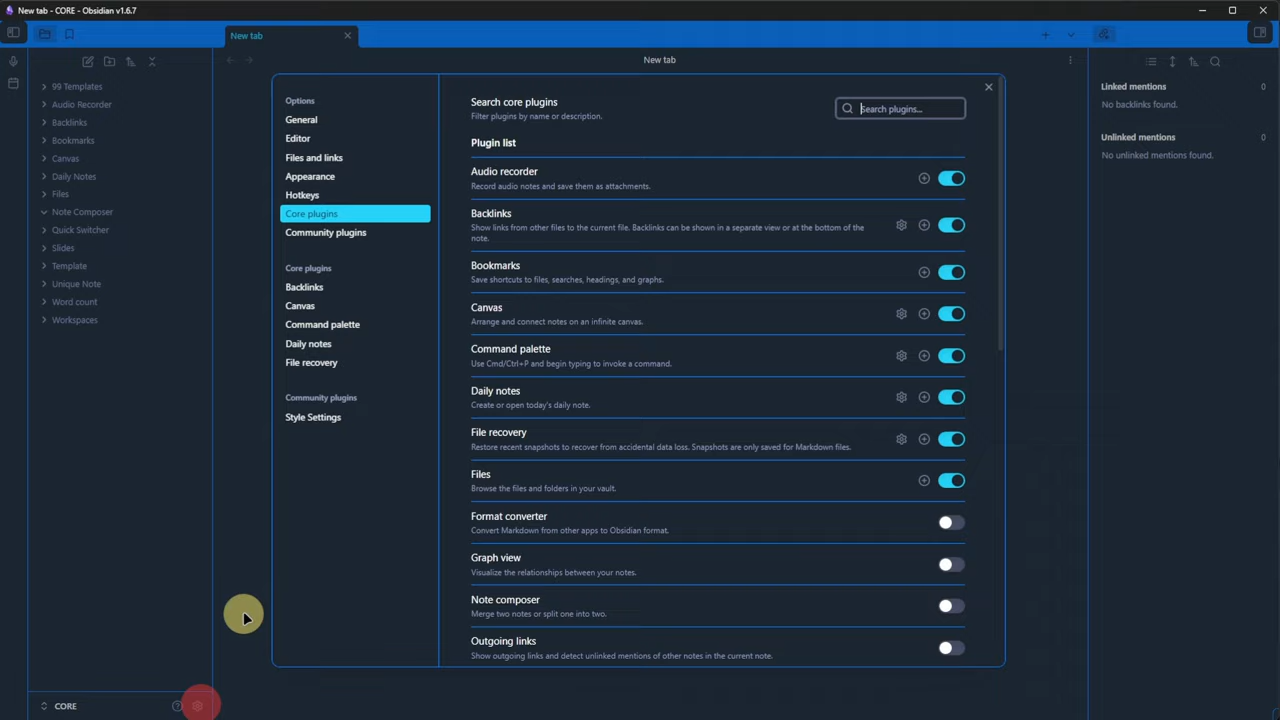 New tab - CORE - Obsidian v1.6.7
New tab
New tab
99 Templates
Audio Recorder
Backlinks
Bookmarks
Canvas
Daily Notes
Files
Note Composer
Quick Switcher
Slides
Template
Unique Note
Word count
Workspaces
CORE
Options
General
Editor
Files and links
Appearance
Hotkeys
Core plugins
Community plugins
Core plugins
Backlinks
Canvas
Command palette
Daily notes
File recovery
Community plugins
Style Settings
Search core plugins
Filter plugins by name or description.
Search plugins...
Plugin list
Audio recorder
Record audio notes and save them as attachments.
Backlinks
Show links from other files to the current file. Backlinks can be shown in a separate view or at the bottom of the
note.
Bookmarks
Save shortcuts to files, searches, headings, and graphs.
Canvas
Arrange and connect notes on an infinite canvas.
Command palette
Use Cmd/Ctrl+P and begin typing to invoke a command.
Daily notes
Create or open today's daily note.
File recovery
Restore recent snapshots to recover from accidental data loss. Snapshots are only saved for Markdown files.
Files
Browse the files and folders in your vault.
Format converter
Convert Markdown from other apps to Obsidian format.
Graph view
Visualize the relationships between your notes.
Note composer
Merge two notes or split one into two.
Outgoing links
Show outgoing links and detect unlinked mentions of other notes in the current note.
Linked mentions 0
No backlinks found.
Unlinked mentions 0
No unlinked mentions found.